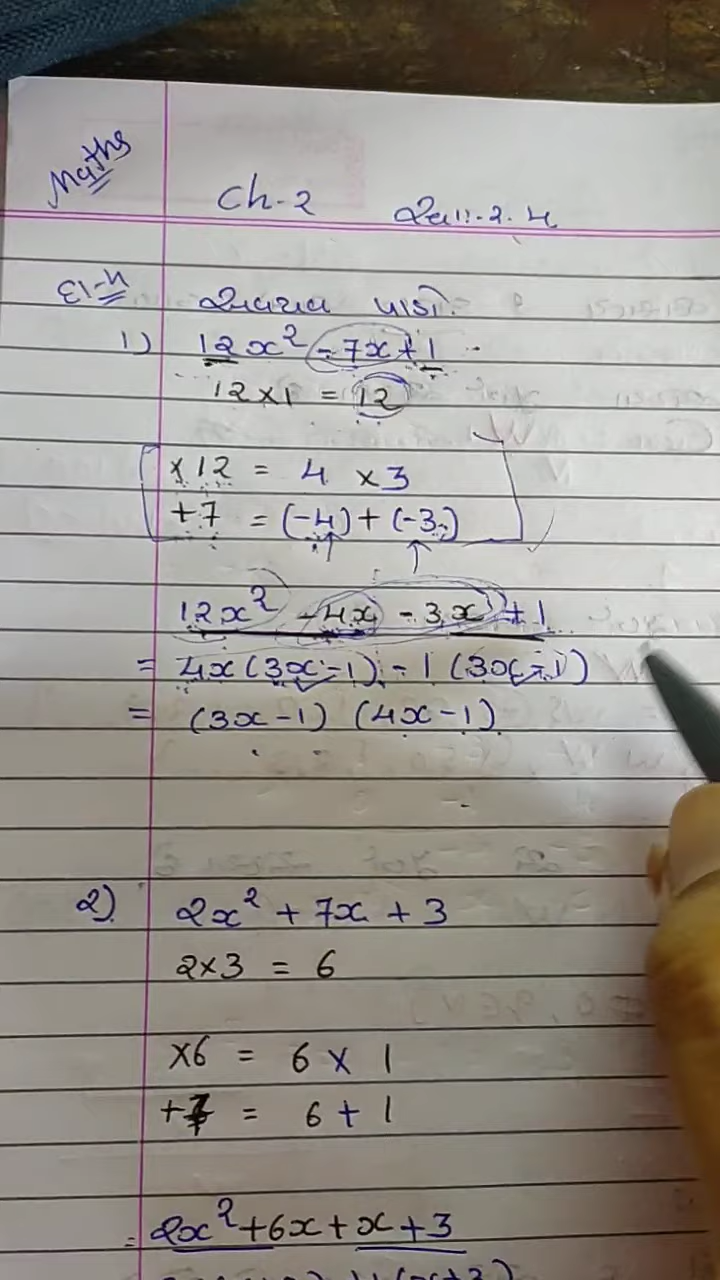 Maths
Ch-2 સ્વા. 2.4
દાખલા
1) 12x² - 7x + 1
12 × 1 = 12
× 12 = 4 × 3
+ 7 = (-4) + (-3)
12x² - 4x - 3x + 1
= 4x (3x - 1) - 1 (3x - 1)
= (3x - 1) (4x - 1)
2) 2x² + 7x + 3
2×3 = 6
×6 = 6 × 1
+7 = 6 + 1
= 2x² + 6x + x + 3